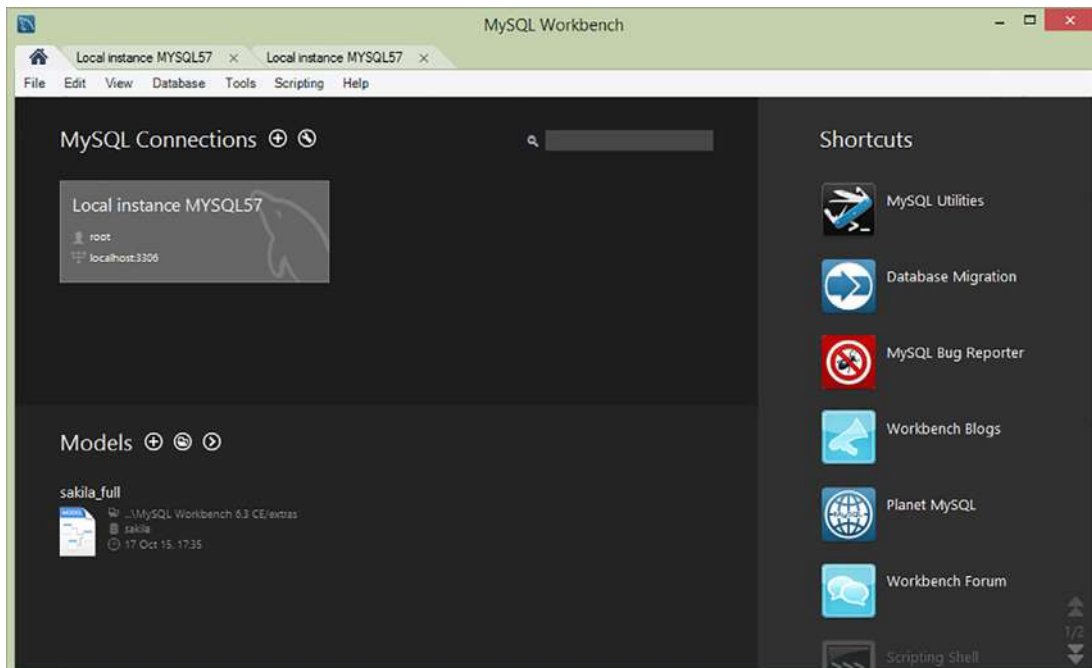 MySQL Workbench
Local instance MYSQL57
Local instance MYSQL57
File Edit View Database Tools Scripting Help
MySQL Connections
Local instance MYSQL57
root
localhost:3306
Models
sakila_full
...\MySQL Workbench 6.3 CE/extras
sakila
17 Oct 15, 17:35
Shortcuts
MySQL Utilities
Database Migration
MySQL Bug Reporter
Workbench Blogs
Planet MySQL
MySQL
Workbench Forum
Scripting Shell
1/2
MODEL